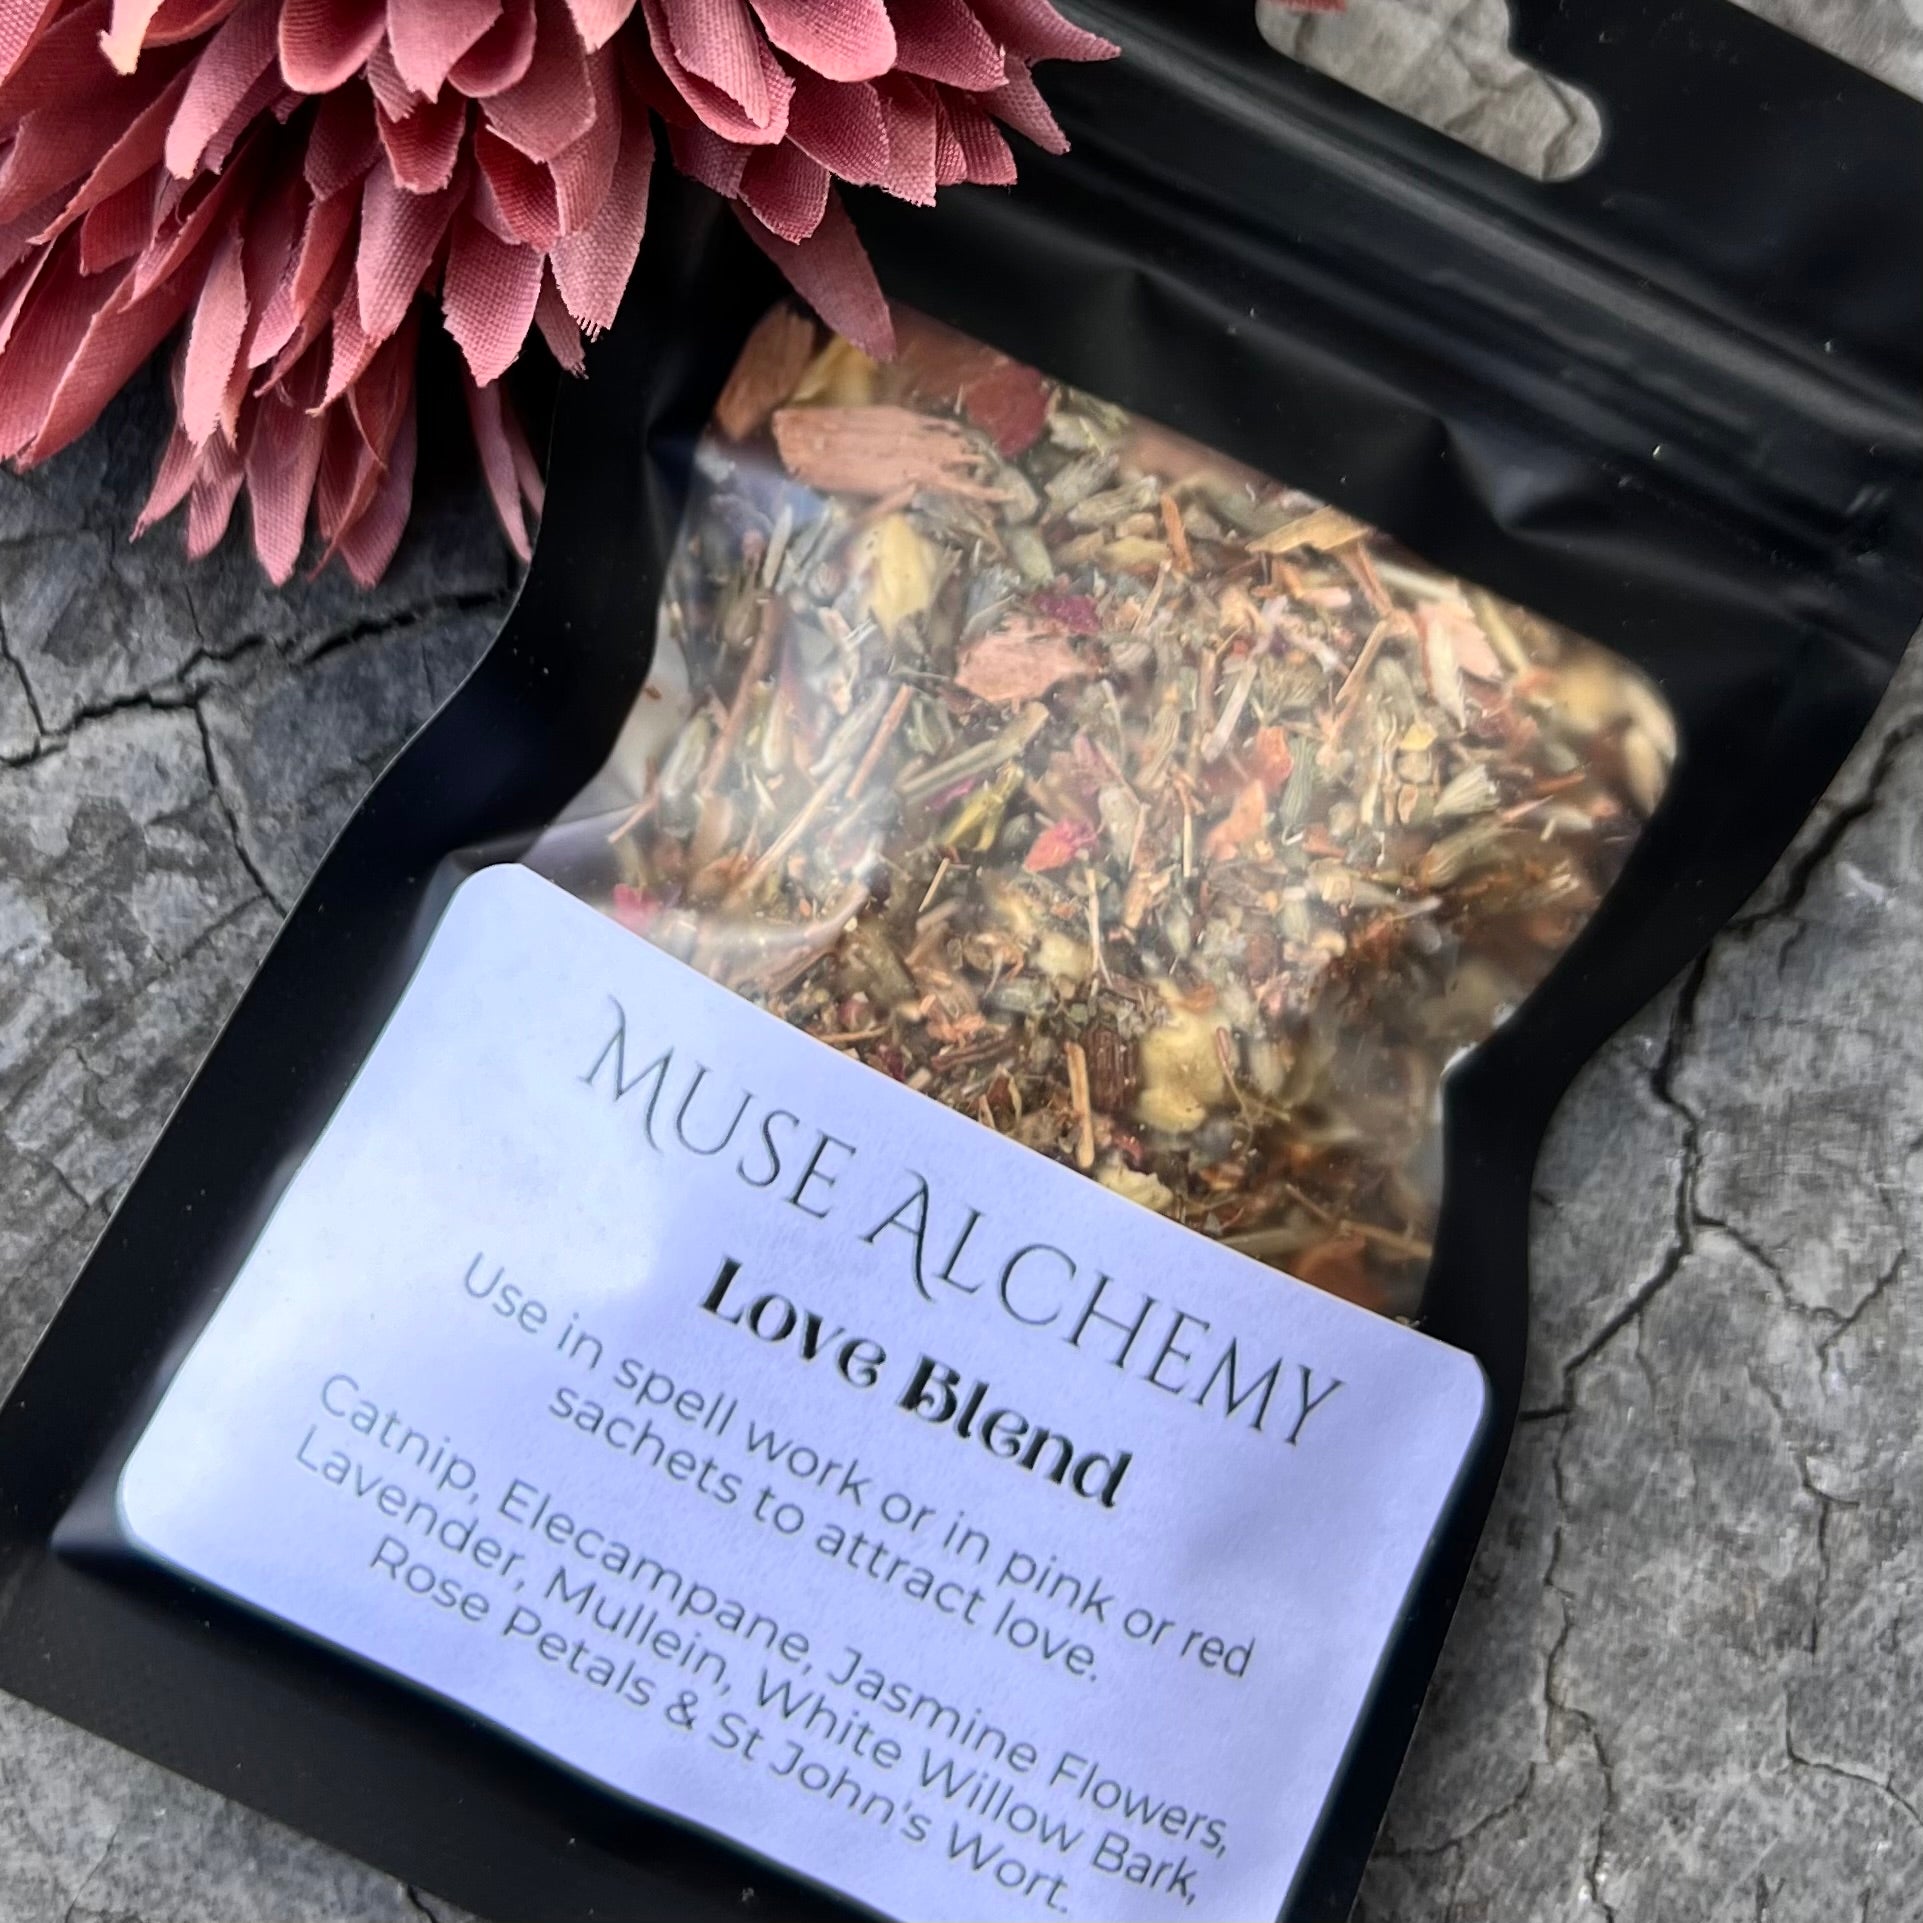 MUSE ALCHEMY
Love Blend
Use in spell work or in pink or red
sachets to attract love.
Catnip, Elecampane, Jasmine Flowers,
Lavender, Mullein, White Willow Bark,
Rose Petals & St John's Wort.